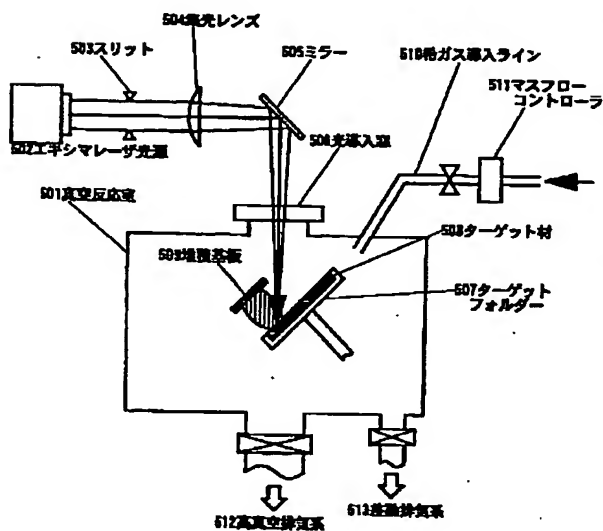 504集光レンズ
503スリット
505ミラー
510希ガス導入ライン
511マスフロー
コントローラ
502エキシマレーザ光源
506光導入窓
501真空反応室
509堆積基板
508ターゲット材
507ターゲット
フォルダー
512高真空排気系
513差動排気系